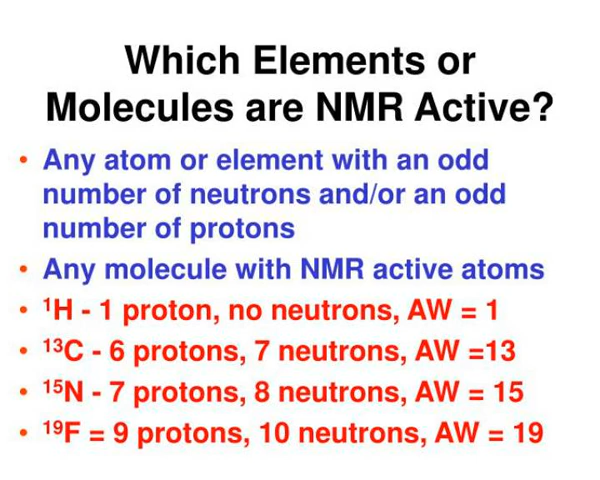 Which Elements or
Molecules are NMR Active?
• Any atom or element with an odd
number of neutrons and/or an odd
number of protons
• Any molecule with NMR active atoms
• ¹H - 1 proton, no neutrons, AW = 1
• ¹³C - 6 protons, 7 neutrons, AW =13
• ¹⁵N - 7 protons, 8 neutrons, AW = 15
• ¹⁹F = 9 protons, 10 neutrons, AW = 19